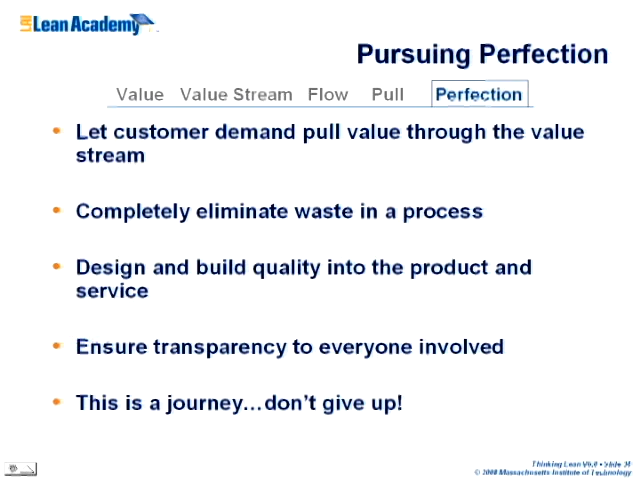 LAI Lean Academy
Pursuing Perfection
Value Value Stream Flow Pull Perfection
• Let customer demand pull value through the value
stream
• Completely eliminate waste in a process
• Design and build quality into the product and
service
• Ensure transparency to everyone involved
• This is a journey…don't give up!
Thinking Lean V6.0 • Slide
© 2008 Massachusetts Institute of Technology